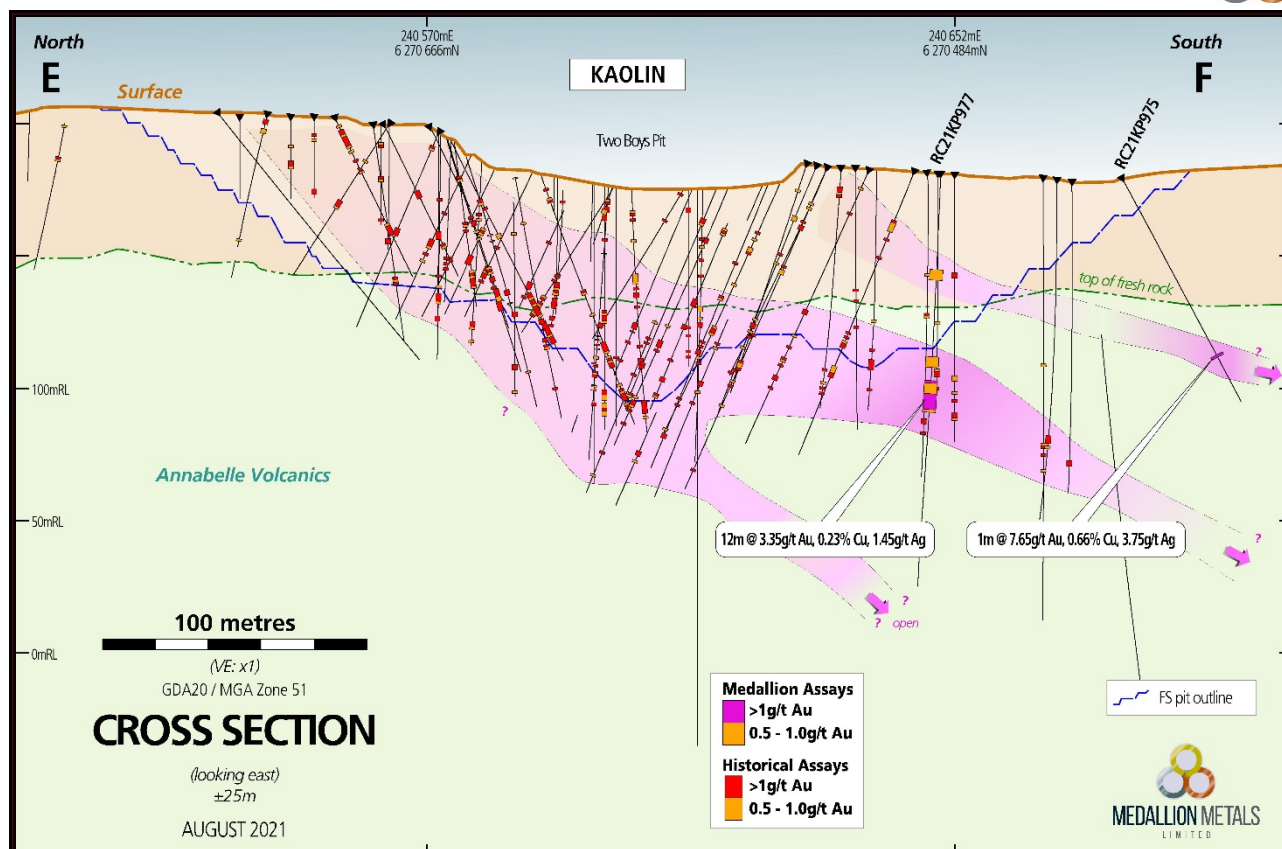 North
E
240 570mE
6 270 666mN
240 652mE
6 270 484mN
South
F
KAOLIN
Surface
Two Boys Pit
RC21KP977
RC21KP975
top of fresh rock
?
100mRL
?
Annabelle Volcanics
50mRL
12m @ 3.35g/t Au, 0.23% Cu, 1.45g/t Ag
1m @ 7.65g/t Au, 0.66% Cu, 3.75g/t Ag
?
?
? open
100 metres
0mRL
(VE: x1)
GDA20 / MGA Zone 51
CROSS SECTION
(looking east)
±25m
AUGUST 2021
Medallion Assays
>1g/t Au
0.5 - 1.0g/t Au
Historical Assays
>1g/t Au
0.5 - 1.0g/t Au
FS pit outline
MEDALLION METALS
LIMITED